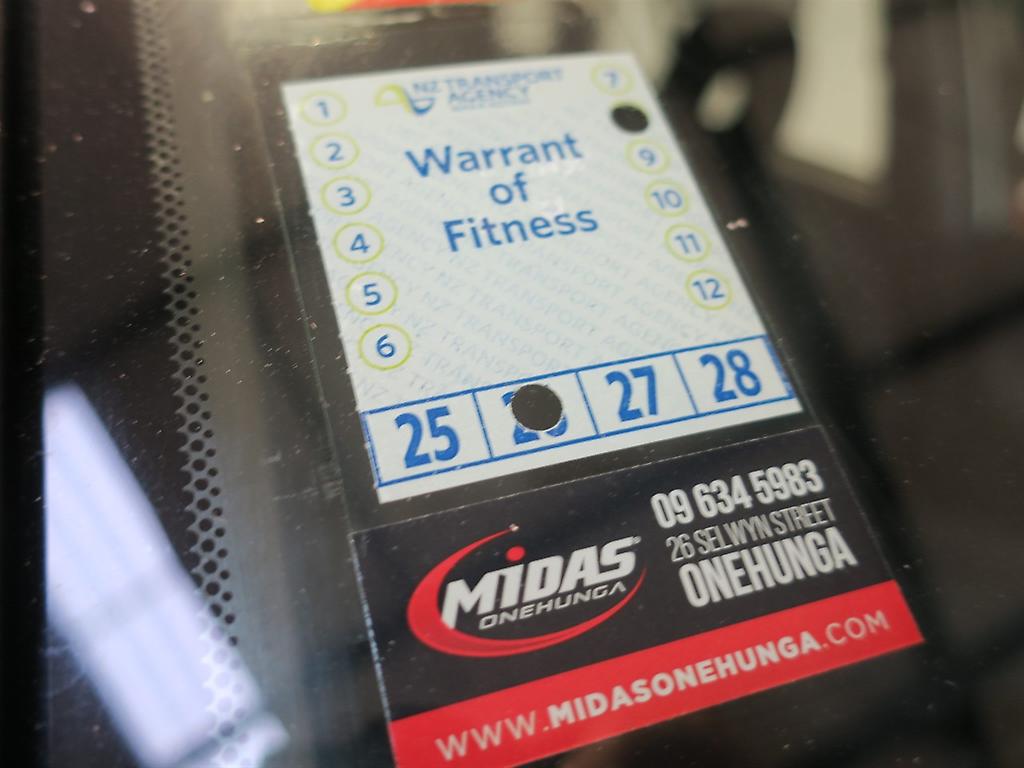 NZ TRANSPORT
AGENCY
Warrant
of
Fitness
1
2
3
4
5
6
7
9
10
11
12
25
27
28
MIDAS
ONEHUNGA
09 634 5983
26 SELWYN STREET
ONEHUNGA
WWW.MIDASONEHUNGA.COM